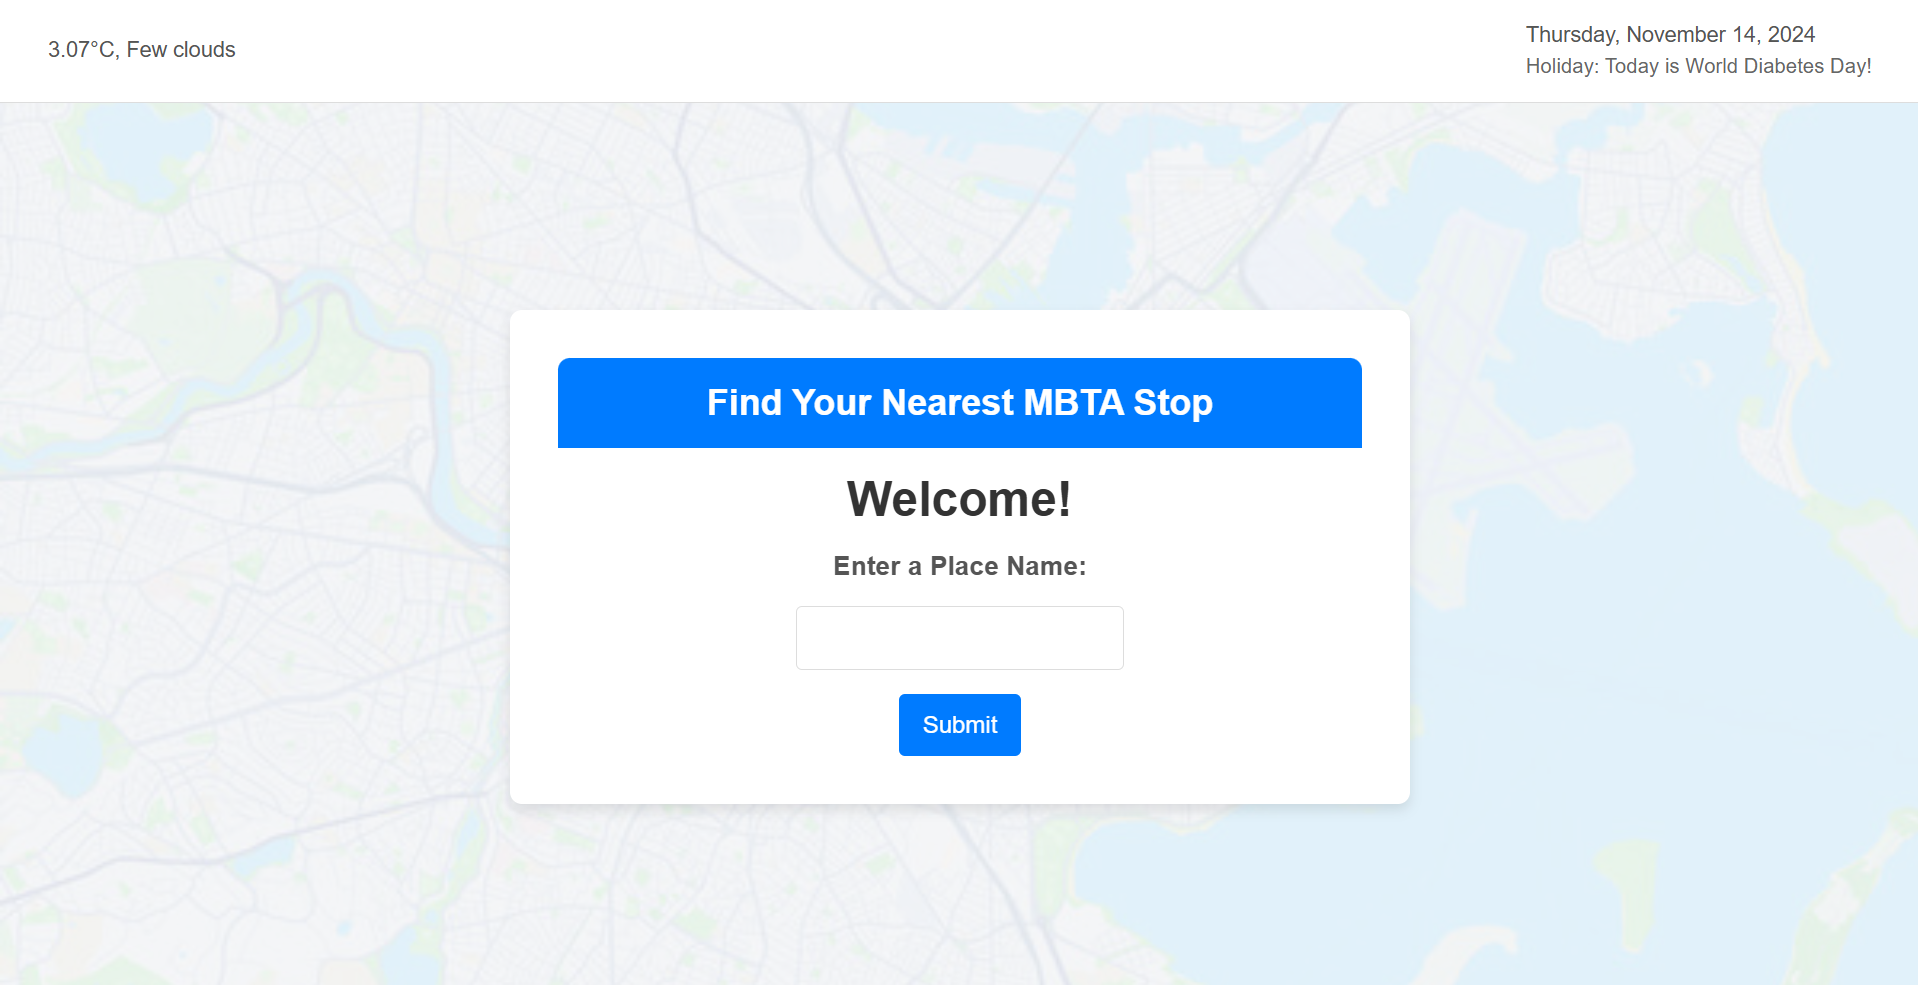 3.07°C, Few clouds
Thursday, November 14, 2024
Holiday: Today is World Diabetes Day!
Find Your Nearest MBTA Stop
Welcome!
Enter a Place Name:
Submit